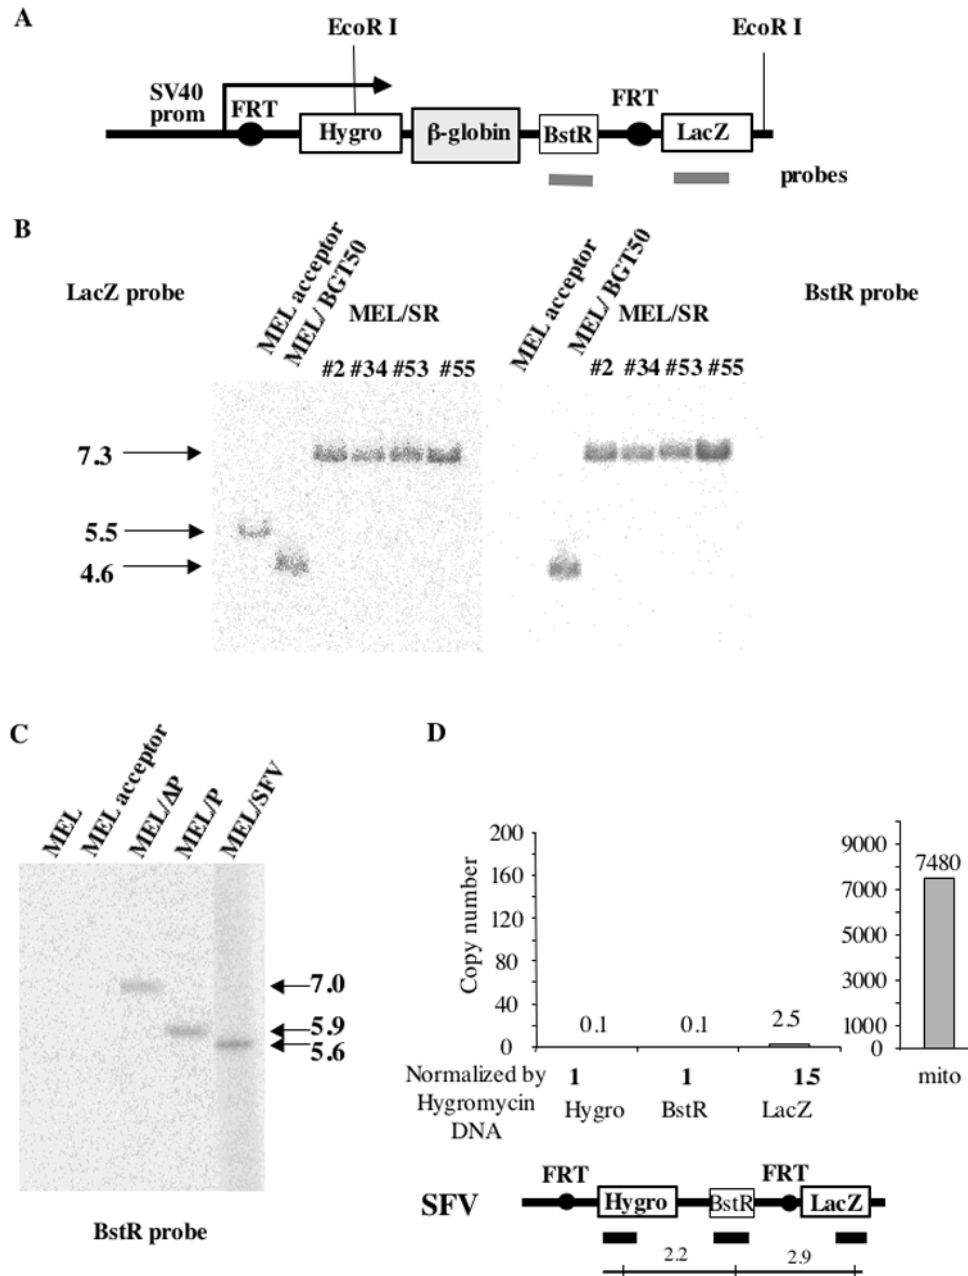 A
EcoR I
EcoR I
SV40
prom
FRT
FRT
Hygro
β-globin
BstR
LacZ
probes
B
LacZ probe
MEL acceptor
MEL/ BGT50
MEL/SR
#2 #34 #53 #55
MEL acceptor
MEL/ BGT50
MEL/SR
#2 #34 #53 #55
BstR probe
7.3
5.5
4.6
C
MEL
MEL acceptor
MEL/ΔP
MEL/P
MEL/SFV
7.0
5.9
5.6
BstR probe
D
Copy number
200
160
120
80
40
0
0.1
0.1
2.5
9000
7000
5000
3000
1000
0
7480
mito
Normalized by
Hygromycin
DNA
1
1
15
Hygro
BstR
LacZ
SFV
FRT
FRT
Hygro
BstR
LacZ
2.2
2.9